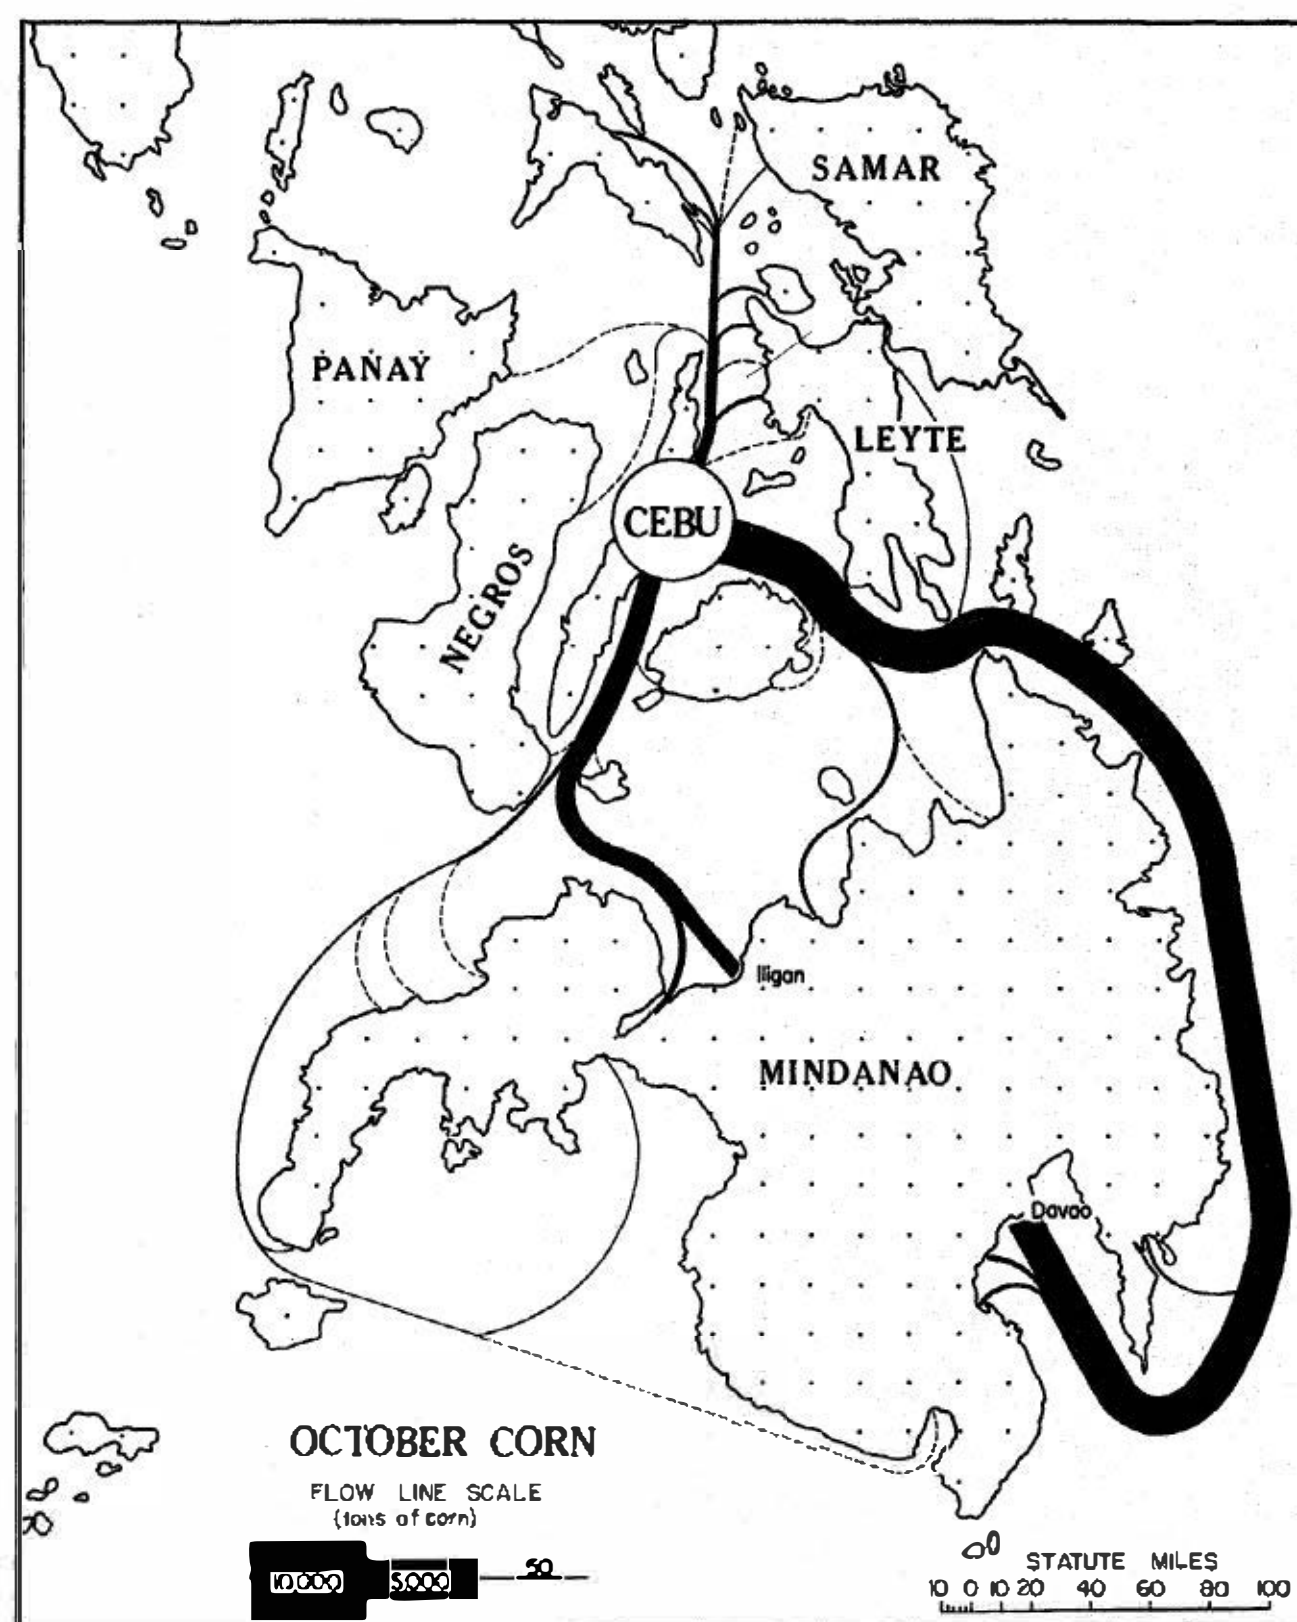 SAMAR
PANAY
LEYTE
CEBU
NEGROS
Iligan
MINDANAO
Davao
OCTOBER CORN
FLOW LINE SCALE
(tons of corn)
10,000 5,000 50
STATUTE MILES
10 0 10 20 40 60 80 100